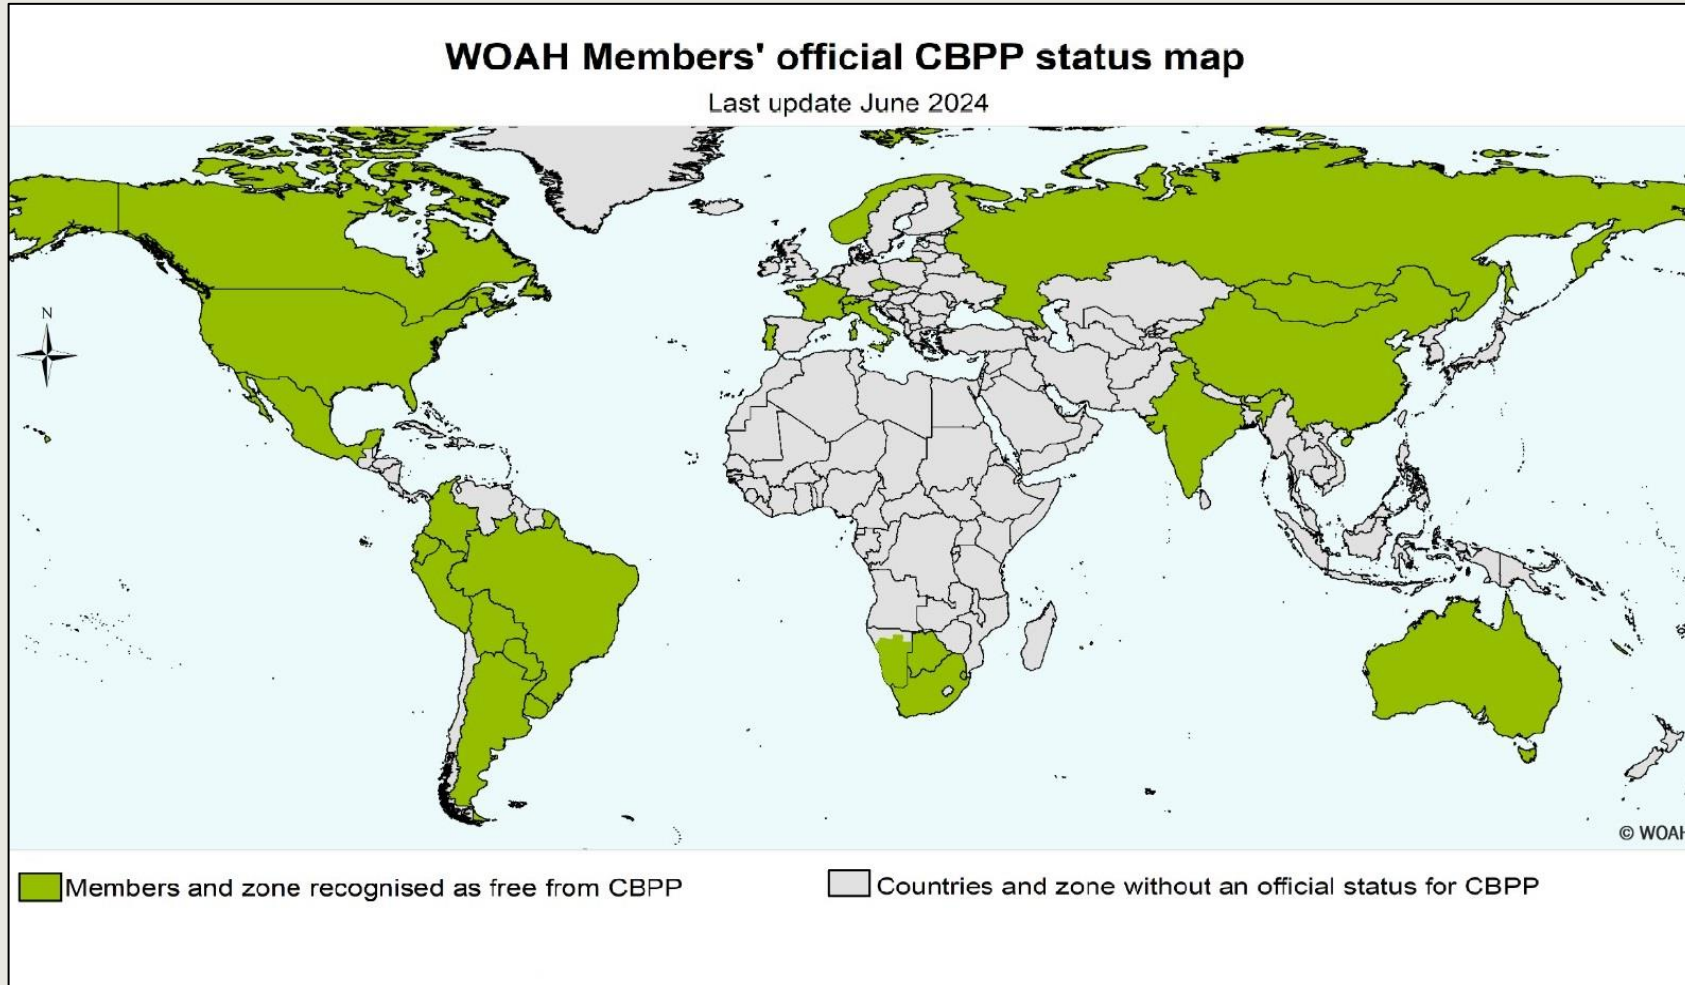 WOAH Members' official CBPP status map
Last update June 2024
N
© WOAH
Members and zone recognised as free from CBPP
Countries and zone without an official status for CBPP